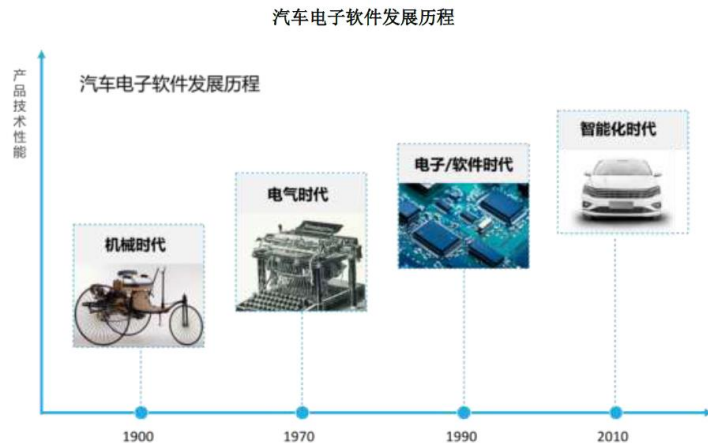 汽车电子软件发展历程
产品技术性能
汽车电子软件发展历程
机械时代
电气时代
电子/软件时代
智能化时代
1900
1970
1990
2010